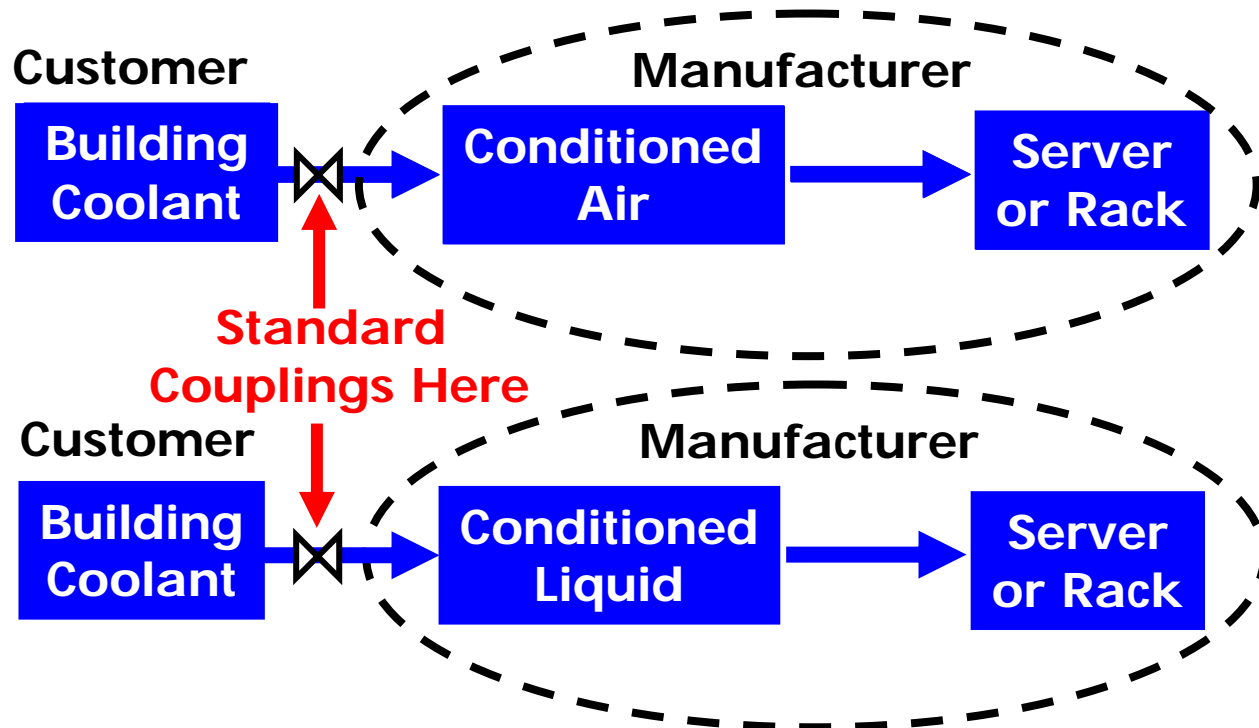 Customer
Manufacturer
Building
Coolant
Conditioned
Air
Server
or Rack
Standard
Couplings Here
Customer
Manufacturer
Building
Coolant
Conditioned
Liquid
Server
or Rack